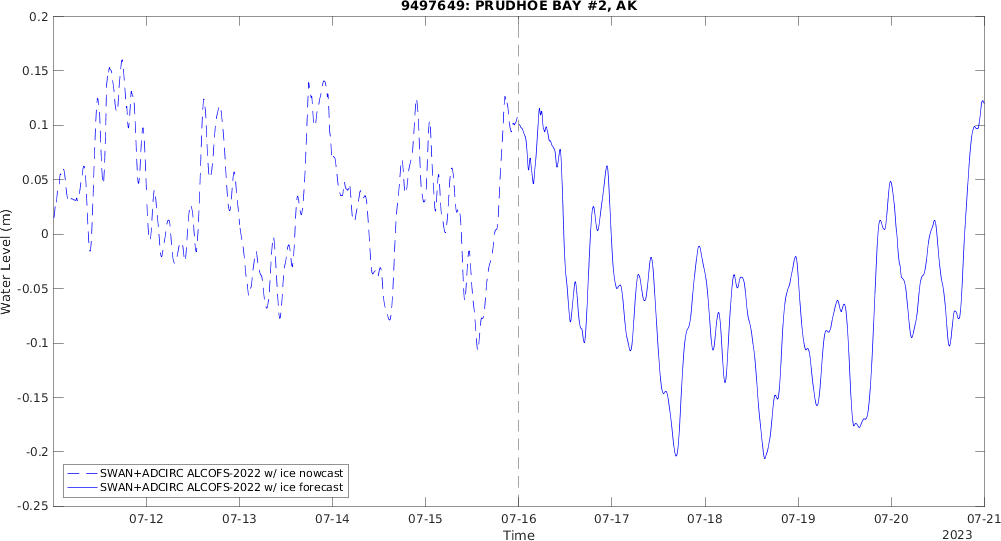 9497649: PRUDHOE BAY #2, AK
0.2
0.15
0.1
0.05
0
-0.05
-0.1
-0.15
-0.2
-0.25
Water Level (m)
SWAN+ADCIRC ALCOFS-2022 w/ ice nowcast
SWAN+ADCIRC ALCOFS-2022 w/ ice forecast
07-12 07-13 07-14 07-15 07-16 07-17 07-18 07-19 07-20 07-21
Time
2023